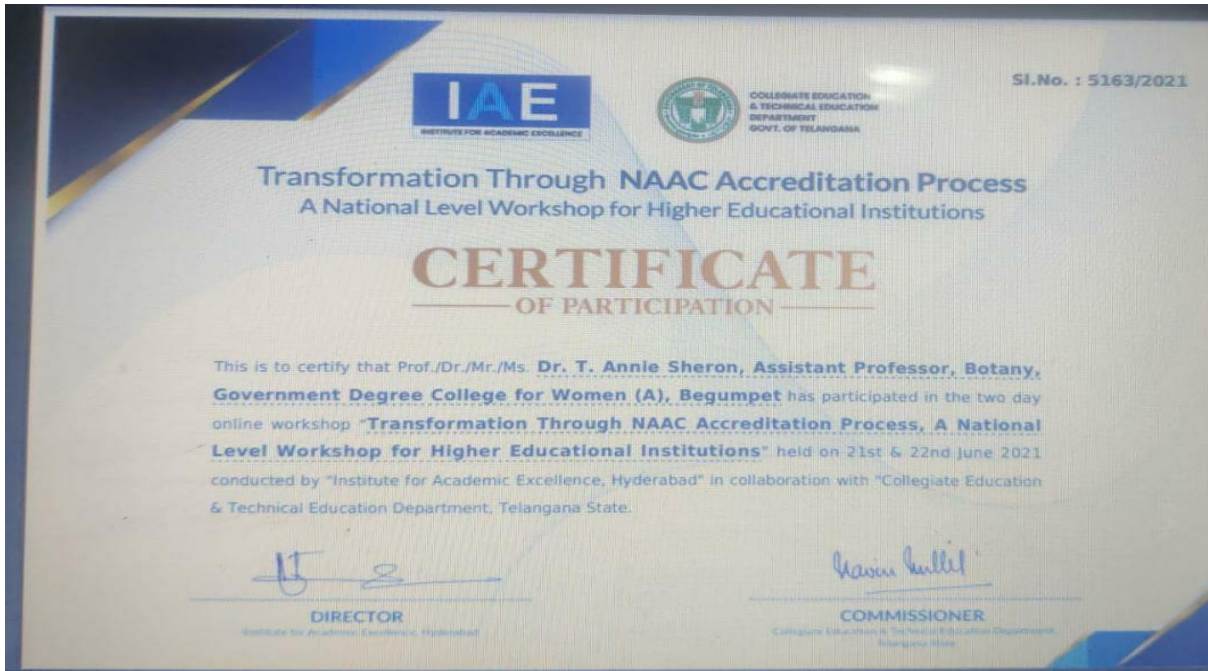 Sl.No. : 5163/2021
IAE
INSTITUTE FOR ACADEMIC EXCELLENCE
COLLEGIATE EDUCATION
& TECHNICAL EDUCATION
DEPARTMENT
GOVT. OF TELANGANA
Transformation Through NAAC Accreditation Process
A National Level Workshop for Higher Educational Institutions
CERTIFICATE
OF PARTICIPATION
This is to certify that Prof./Dr./Mr./Ms. Dr. T. Annie Sheron, Assistant Professor, Botany,
Government Degree College for Women (A), Begumpet has participated in the two day
online workshop "Transformation Through NAAC Accreditation Process, A National
Level Workshop for Higher Educational Institutions" held on 21st & 22nd June 2021
conducted by "Institute for Academic Excellence, Hyderabad" in collaboration with "Collegiate Education
& Technical Education Department, Telangana State.
DIRECTOR
Institute for Academic Excellence, Hyderabad
COMMISSIONER
Collegiate Education & Technical Education Department,
Telangana State